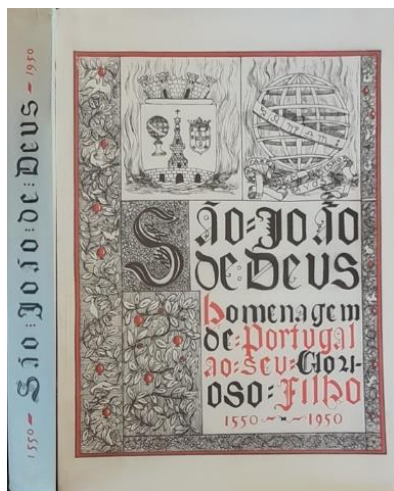 1550 ~ São:João:de:Deus ~ 1950
São=João
de:Deus
homenagem
de:Portugal
ao=seu=Glori-
oso:Filho
1550 ~ 1950